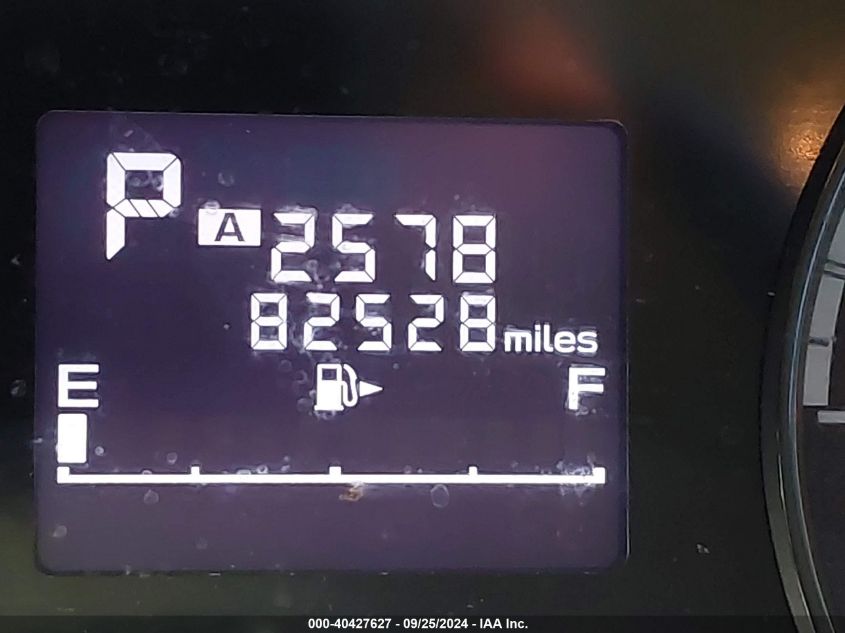 P
A 2578
82528 miles
E F
000-40427627 - 09/25/2024 - IAA Inc.